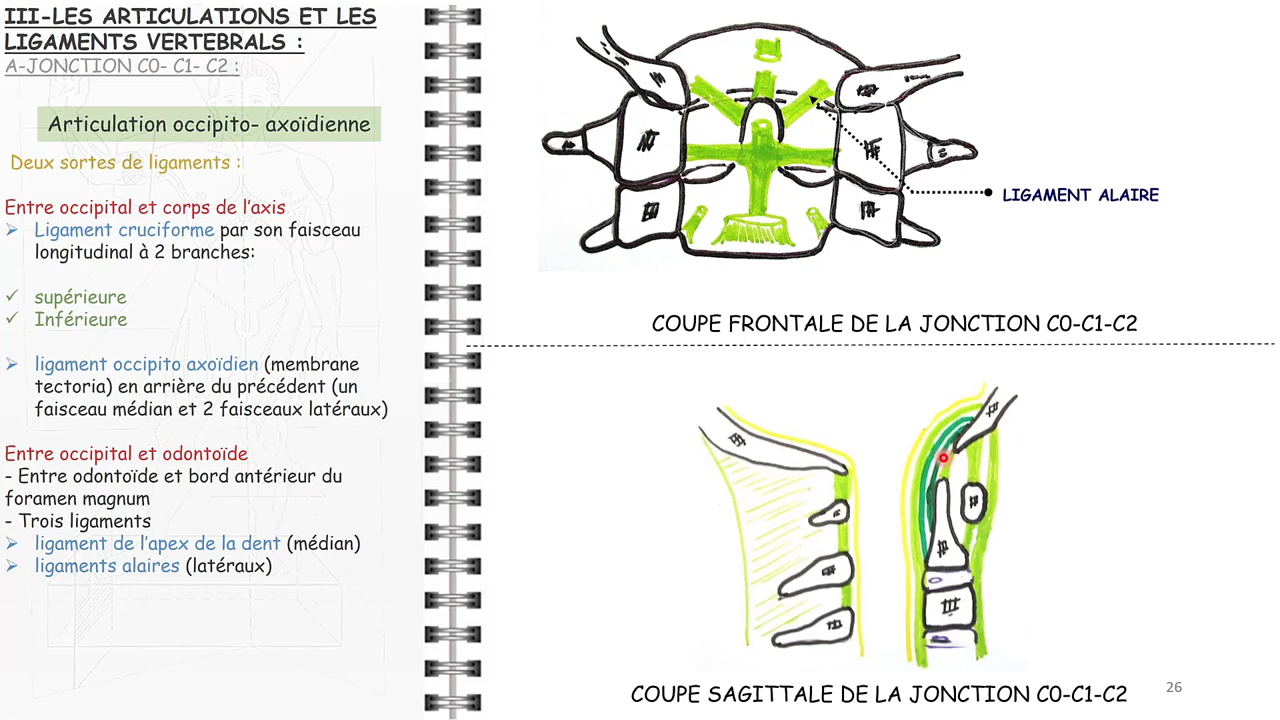 III-LES ARTICULATIONS ET LES
LIGAMENTS VERTEBRALS :
A-JONCTION C0- C1- C2 :
Articulation occipito- axoïdienne
Deux sortes de ligaments :
Entre occipital et corps de l'axis
➢ Ligament cruciforme par son faisceau
longitudinal à 2 branches:
✓ supérieure
✓ Inférieure
➢ ligament occipito axoïdien (membrane
tectoria) en arrière du précédent (un
faisceau médian et 2 faisceaux latéraux)
Entre occipital et odontoïde
- Entre odontoïde et bord antérieur du
foramen magnum
- Trois ligaments
➢ ligament de l'apex de la dent (médian)
➢ ligaments alaires (latéraux)
LIGAMENT ALAIRE
COUPE FRONTALE DE LA JONCTION C0-C1-C2
COUPE SAGITTALE DE LA JONCTION C0-C1-C2
26